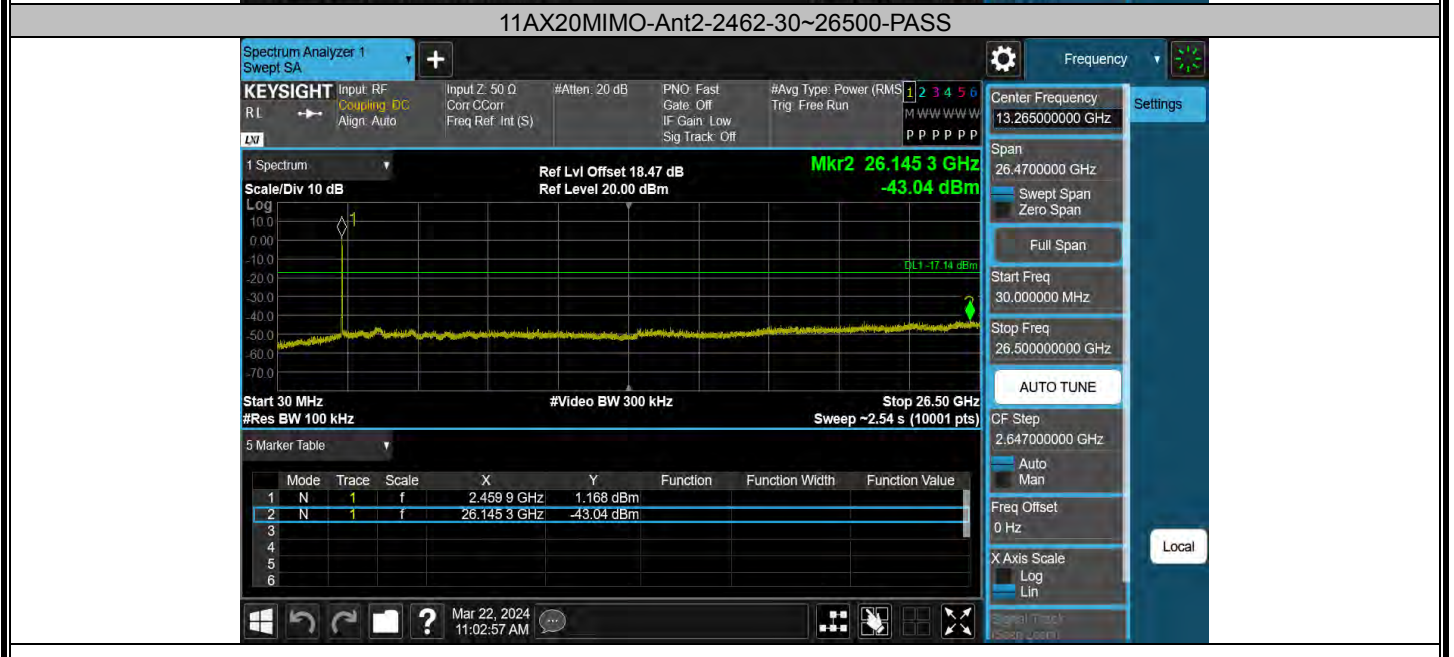 11AX20MIMO-Ant2-2462-30~26500-PASS
Spectrum Analyzer 1
Swept SA
Frequency
Settings
KEYSIGHT
RL
LXI
Input: RF
Coupling: DC
Align: Auto
Input Z: 50 Ω
Corr CCorr
Freq Ref: Int (S)
#Atten: 20 dB
PNO: Fast
Gate: Off
IF Gain: Low
Sig Track: Off
#Avg Type: Power (RMS
Trig: Free Run
1 2 3 4 5 6
M W W W W W
P P P P P P
1 Spectrum
Scale/Div 10 dB
Log
Ref Lvl Offset 18.47 dB
Ref Level 20.00 dBm
Mkr2 26.145 3 GHz
-43.04 dBm
10.0
0.00
-10.0
-20.0
-30.0
-40.0
-50.0
-60.0
-70.0
1
2
DL1 -17.14 dBm
Start 30 MHz
#Res BW 100 kHz
#Video BW 300 kHz
Stop 26.50 GHz
Sweep ~2.54 s (10001 pts)
5 Marker Table
Mode Trace Scale X Y Function Function Width Function Value
1 N 1 f 2.459 9 GHz 1.168 dBm
2 N 1 f 26.145 3 GHz -43.04 dBm
3
4
5
6
Center Frequency
13.265000000 GHz
Span
26.4700000 GHz
Swept Span
Zero Span
Full Span
Start Freq
30.000000 MHz
Stop Freq
26.500000000 GHz
AUTO TUNE
CF Step
2.647000000 GHz
Auto
Man
Freq Offset
0 Hz
X Axis Scale
Log
Lin
Signal Track
(Span Zoom)
Local
?
Mar 22, 2024
11:02:57 AM